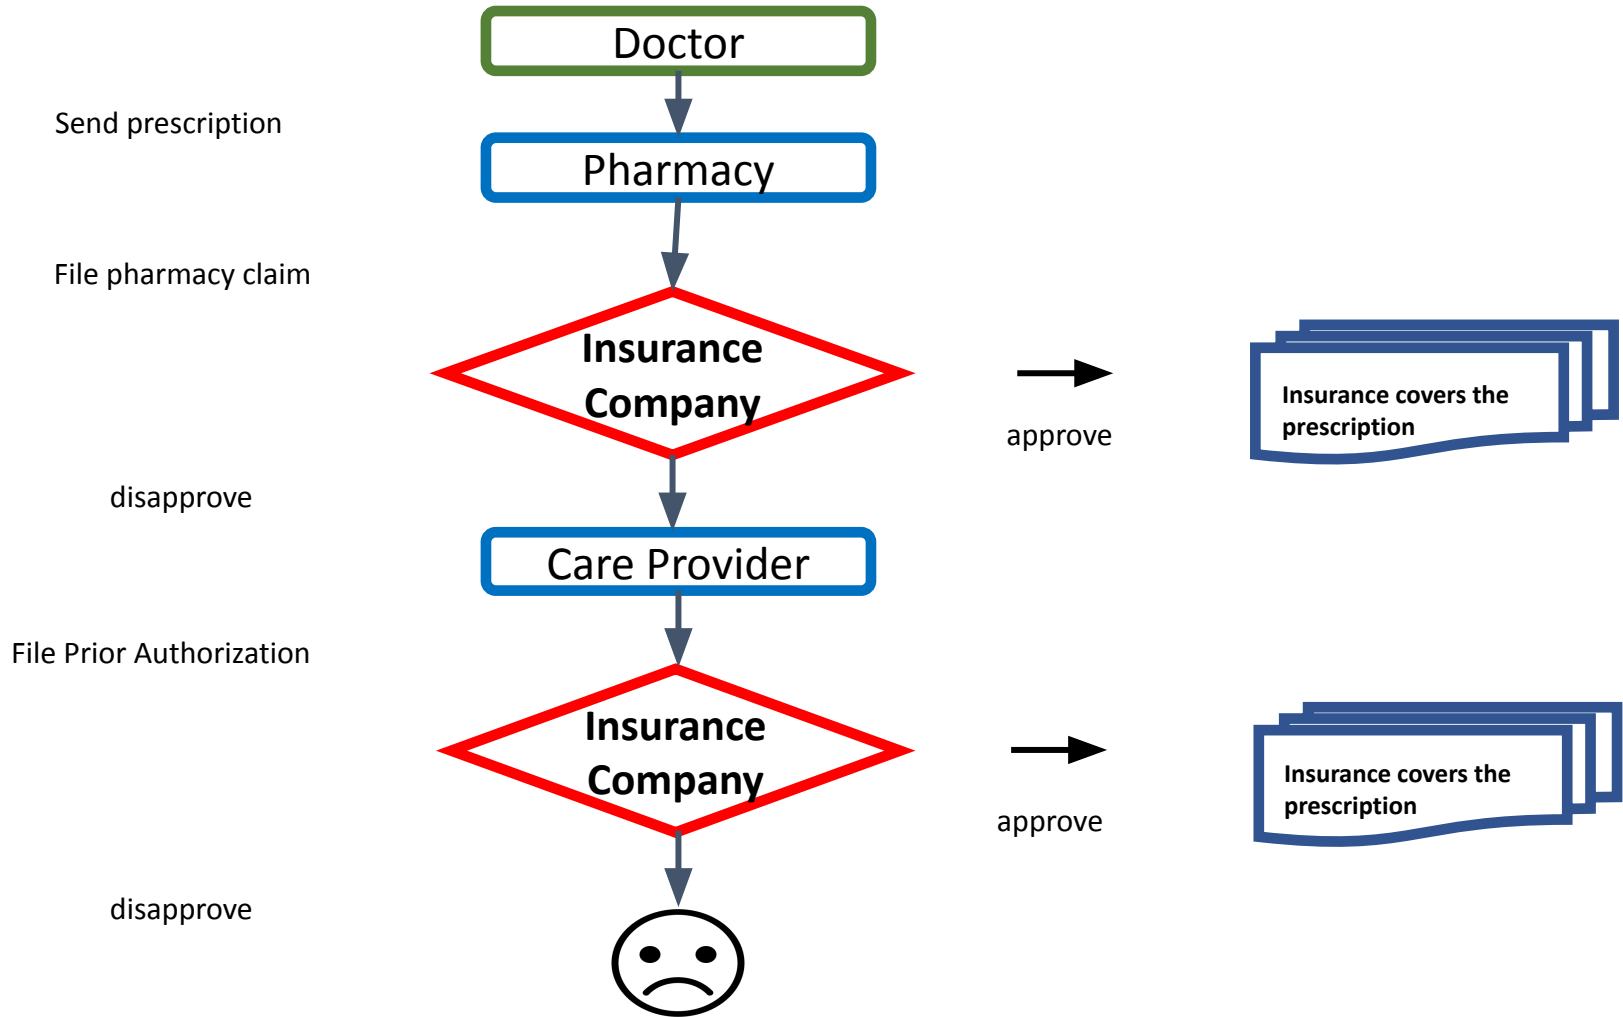 Doctor
Send prescription
Pharmacy
File pharmacy claim
Insurance
Company
approve
Insurance covers the
prescription
disapprove
Care Provider
File Prior Authorization
Insurance
Company
approve
Insurance covers the
prescription
disapprove